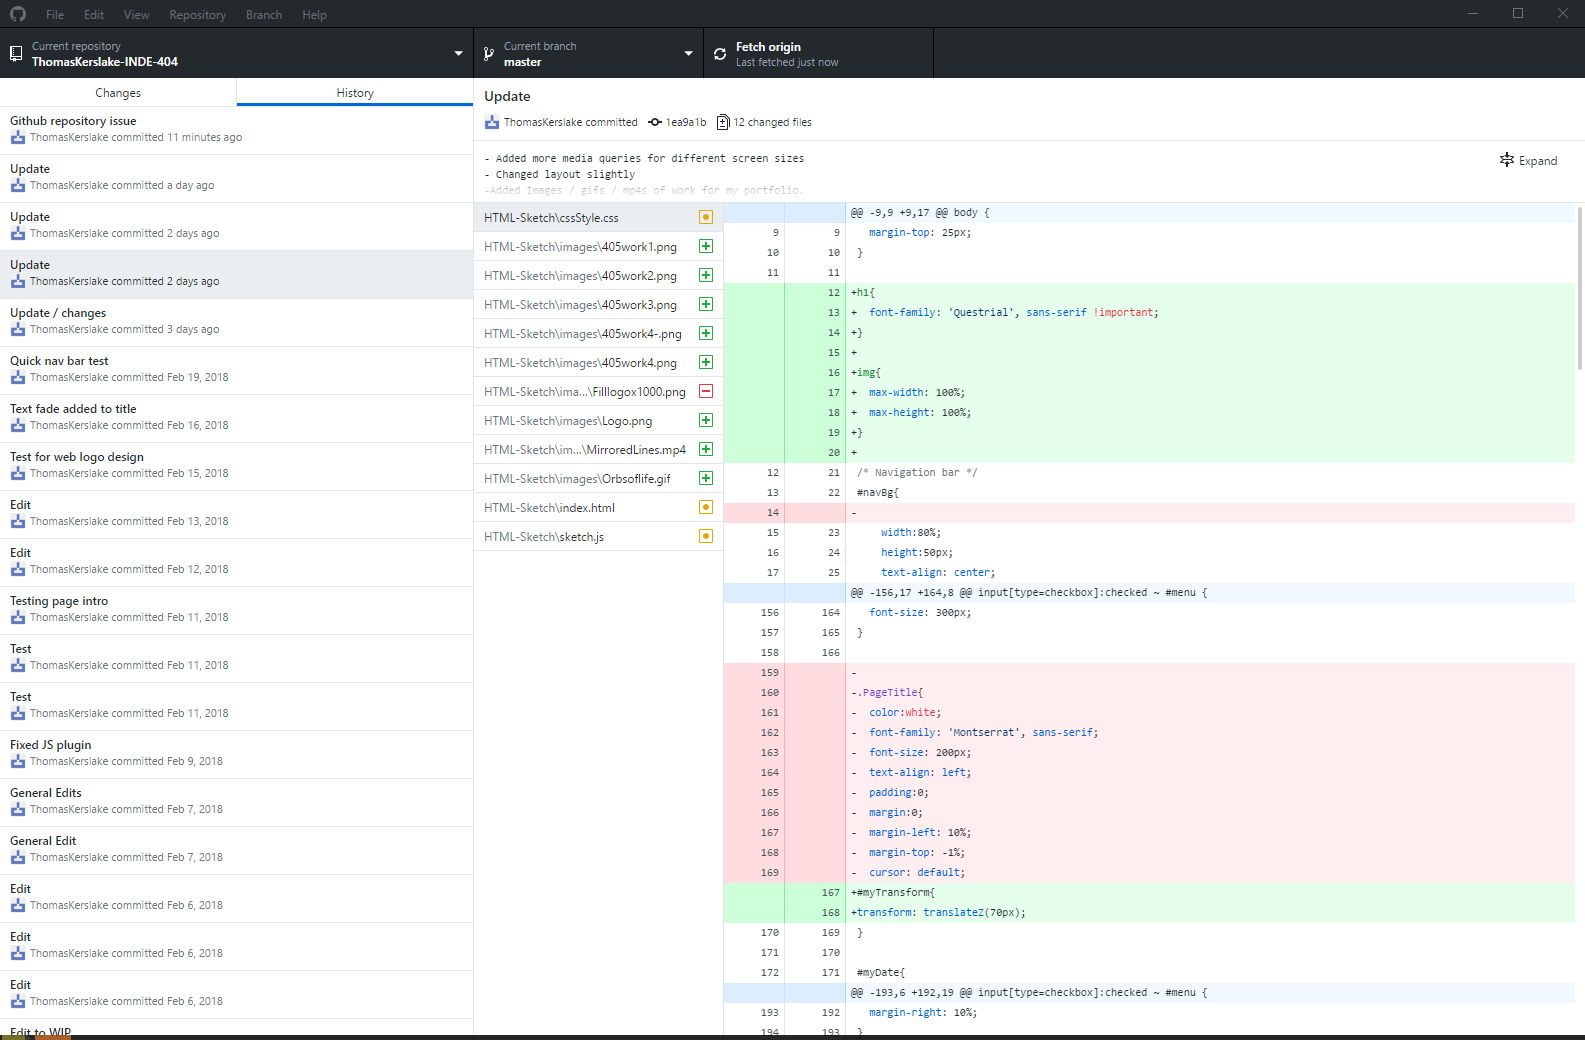 File Edit View Repository Branch Help
Current repository
ThomasKerslake-INDE-404
Current branch
master
Fetch origin
Last fetched just now
Changes
History
Github repository issue
ThomasKerslake committed 11 minutes ago
Update
ThomasKerslake committed a day ago
Update
ThomasKerslake committed 2 days ago
Update
ThomasKerslake committed 2 days ago
Update / changes
ThomasKerslake committed 3 days ago
Quick nav bar test
ThomasKerslake committed Feb 19, 2018
Text fade added to title
ThomasKerslake committed Feb 16, 2018
Test for web logo design
ThomasKerslake committed Feb 15, 2018
Edit
ThomasKerslake committed Feb 13, 2018
Edit
ThomasKerslake committed Feb 12, 2018
Testing page intro
ThomasKerslake committed Feb 11, 2018
Test
ThomasKerslake committed Feb 11, 2018
Test
ThomasKerslake committed Feb 11, 2018
Fixed JS plugin
ThomasKerslake committed Feb 9, 2018
General Edits
ThomasKerslake committed Feb 7, 2018
General Edit
ThomasKerslake committed Feb 7, 2018
Edit
ThomasKerslake committed Feb 6, 2018
Edit
ThomasKerslake committed Feb 6, 2018
Edit
ThomasKerslake committed Feb 6, 2018
Edit to WIP
Update
ThomasKerslake committed 1ea9a1b 12 changed files
- Added more media queries for different screen sizes
- Changed layout slightly
-Added Images / gifs / mp4s of work for my portfolio.
Expand
HTML-Sketch\cssStyle.css
HTML-Sketch\images\405work1.png
HTML-Sketch\images\405work2.png
HTML-Sketch\images\405work3.png
HTML-Sketch\images\405work4-.png
HTML-Sketch\images\405work4.png
HTML-Sketch\ima...\Filllogox1000.png
HTML-Sketch\images\Logo.png
HTML-Sketch\im...\MirroredLines.mp4
HTML-Sketch\images\Orbsoflife.gif
HTML-Sketch\index.html
HTML-Sketch\sketch.js
@@ -9,9 +9,17 @@ body {
9 9 margin-top: 25px;
10 10 }
11 11
12 +h1{
13 + font-family: 'Questrial', sans-serif !important;
14 +}
15 +
16 +img{
17 + max-width: 100%;
18 + max-height: 100%;
19 +}
20 +
12 21 /* Navigation bar */
13 22 #navBg{
14 -
15 23 width:80%;
16 24 height:50px;
17 25 text-align: center;
@@ -156,17 +164,8 @@ input[type=checkbox]:checked ~ #menu {
156 164 font-size: 300px;
157 165 }
158 166
159 -
160 -.PageTitle{
161 - color:white;
162 - font-family: 'Montserrat', sans-serif;
163 - font-size: 200px;
164 - text-align: left;
165 - padding:0;
166 - margin:0;
167 - margin-left: 10%;
168 - margin-top: -1%;
169 - cursor: default;
167 +#myTransform{
168 +transform: translateZ(70px);
170 169 }
171 170
172 171 #myDate{
@@ -193,6 +192,19 @@ input[type=checkbox]:checked ~ #menu {
193 192 margin-right: 10%;
194 193 }